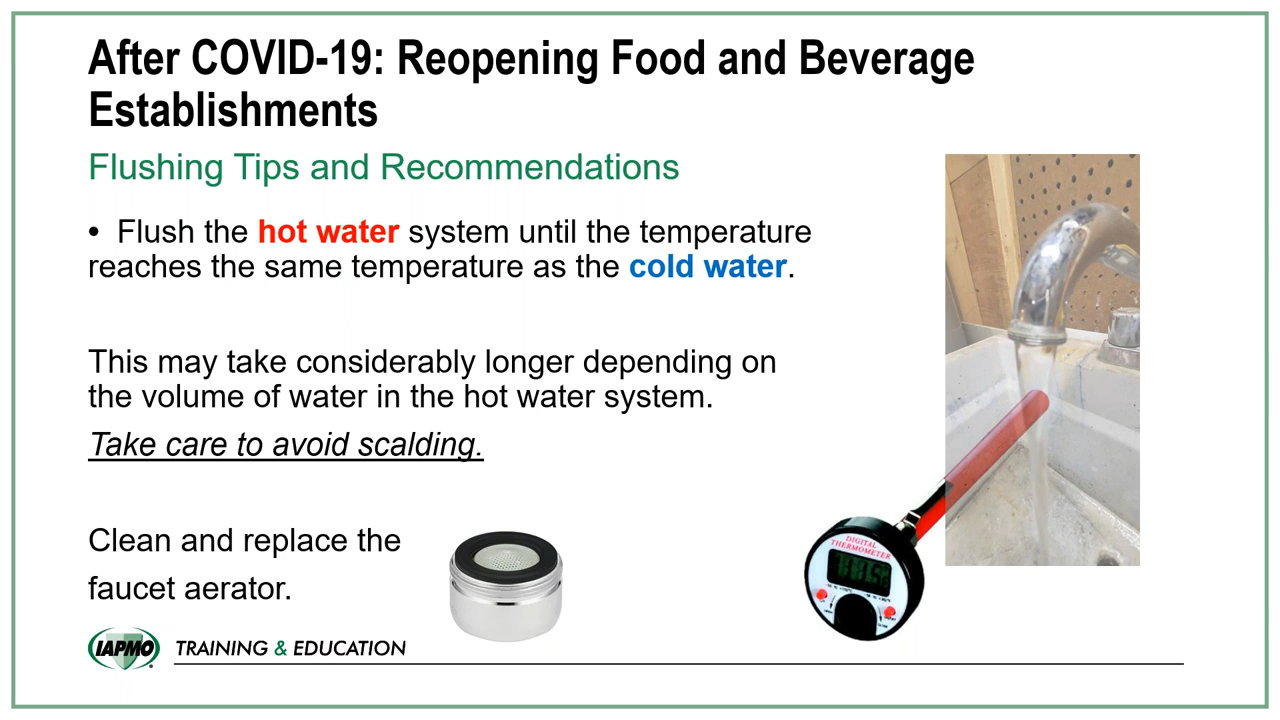 After COVID-19: Reopening Food and Beverage
Establishments
Flushing Tips and Recommendations
• Flush the hot water system until the temperature
reaches the same temperature as the cold water.
This may take considerably longer depending on
the volume of water in the hot water system.
Take care to avoid scalding.
Clean and replace the
faucet aerator.
DIGITAL
THERMOMETER
IAPMO TRAINING & EDUCATION